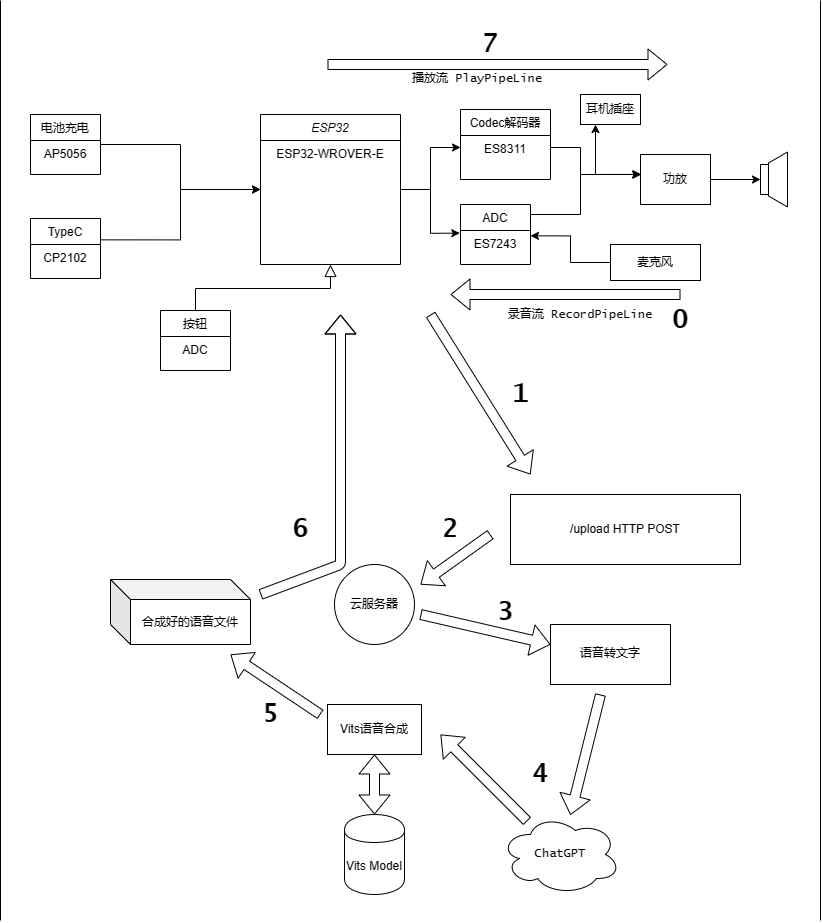 7
播放流 PlayPipeLine
电池充电
AP5056
ESP32
ESP32-WROVER-E
Codec解码器
ES8311
耳机插座
功放
TypeC
CP2102
ADC
ES7243
麦克风
按钮
ADC
录音流 RecordPipeLine
0
1
/upload HTTP POST
6
2
云服务器
3
合成好的语音文件
语音转文字
5
Vits语音合成
4
ChatGPT
Vits Model